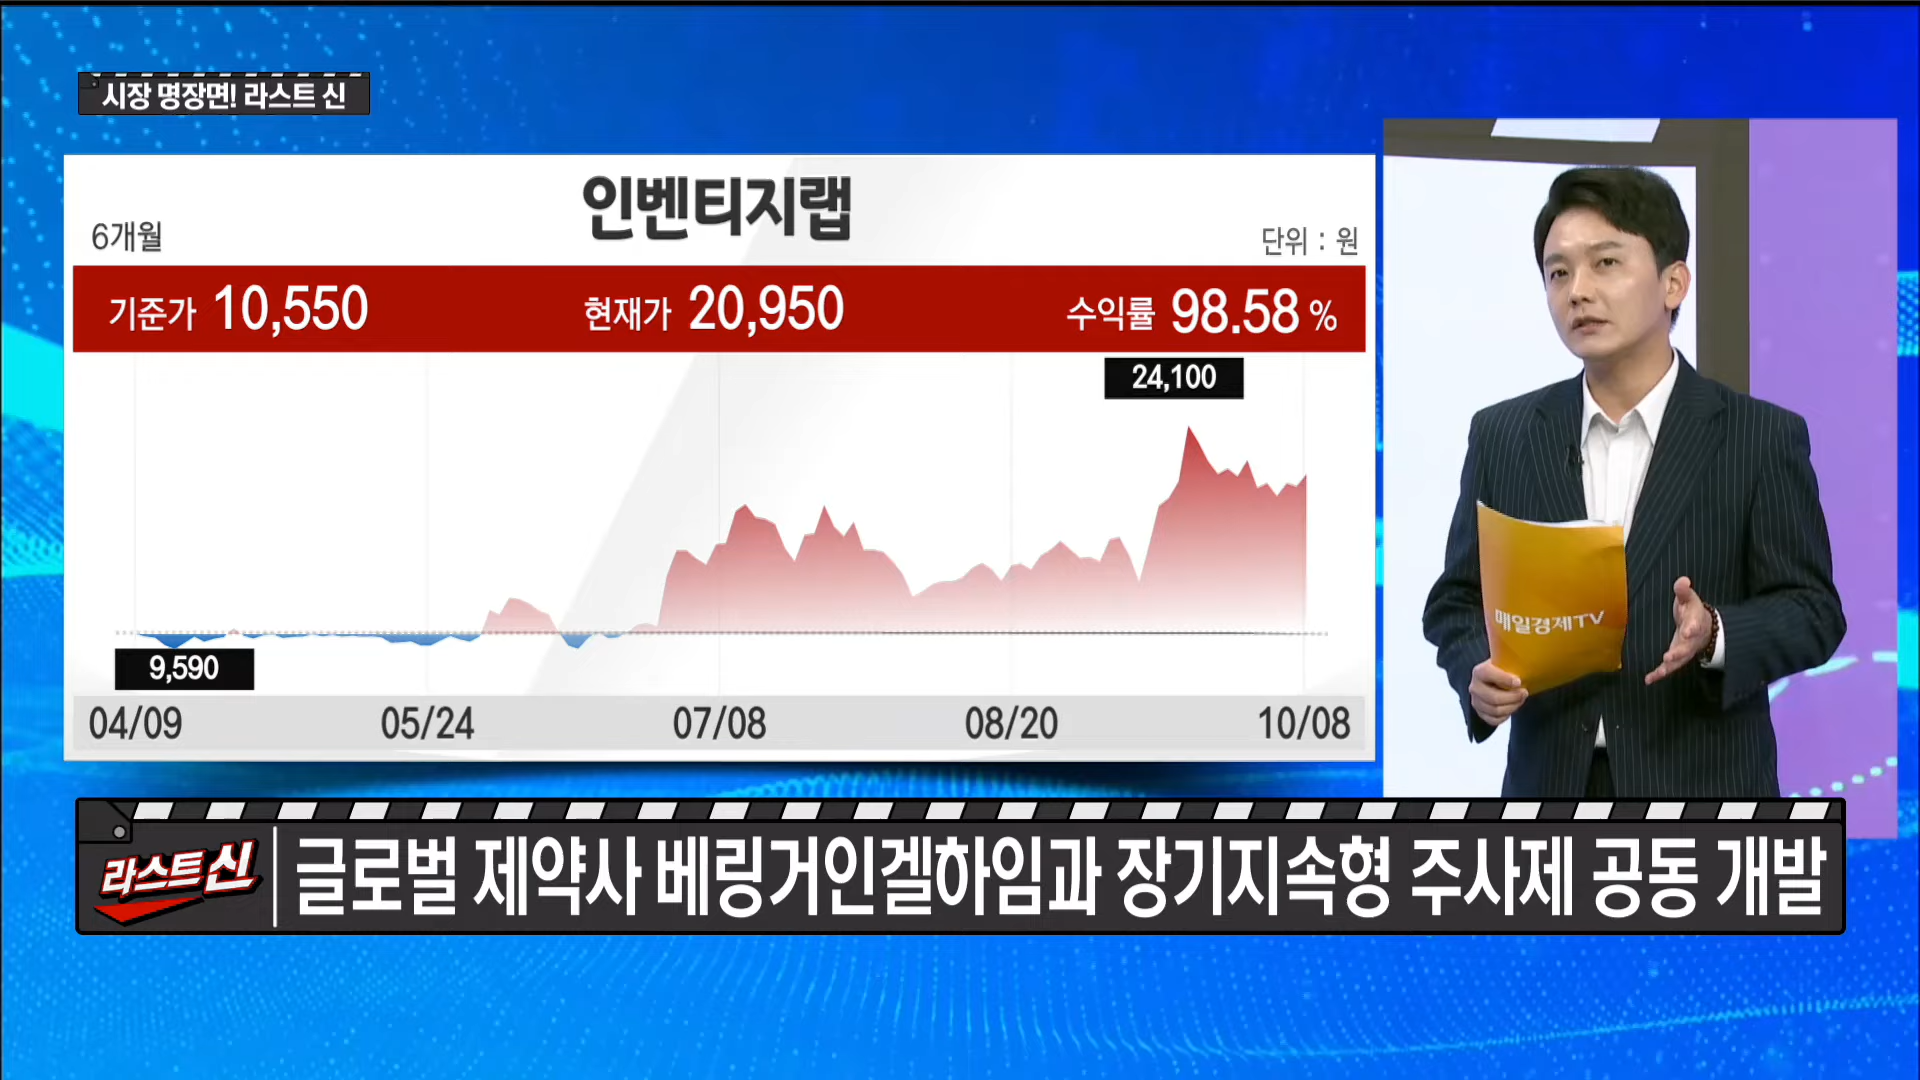 시장 명장면! 라스트 신
인벤티지랩
6개월
단위 : 원
기준가 10,550 현재가 20,950 수익률 98.58 %
24,100
9,590
04/09 05/24 07/08 08/20 10/08
매일경제TV
라스트신
글로벌 제약사 베링거인겔하임과 장기지속형 주사제 공동 개발